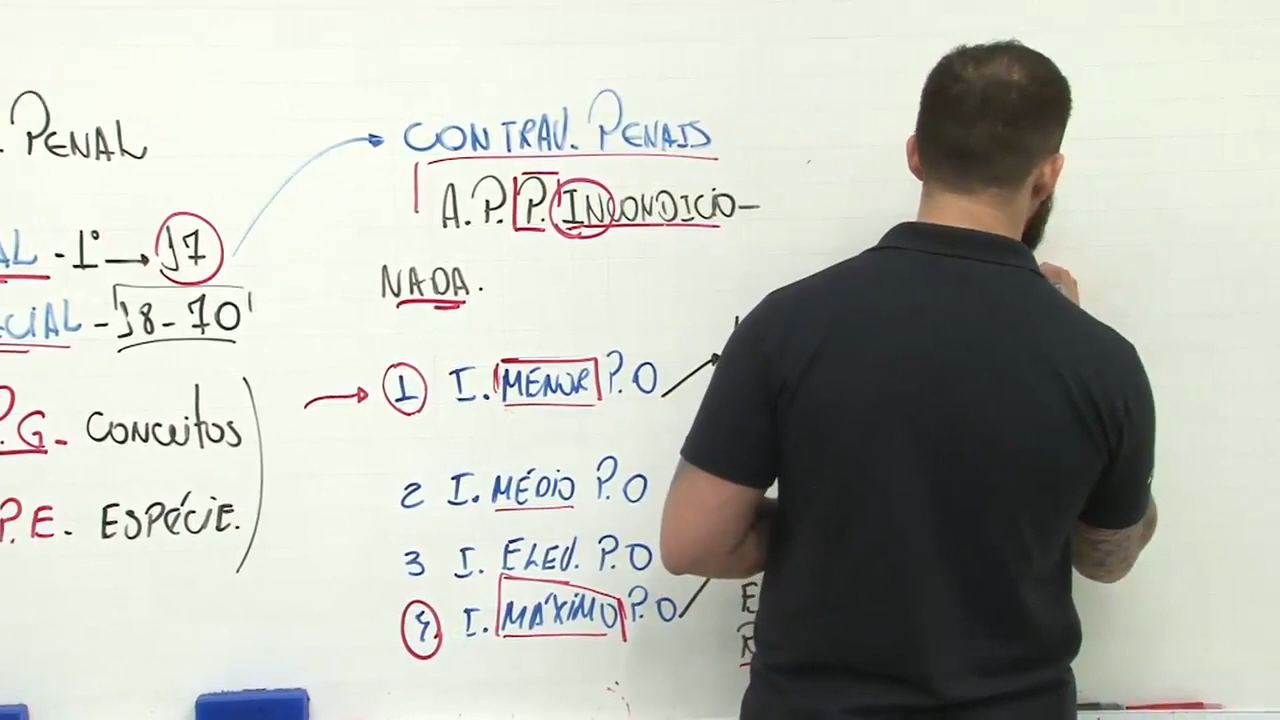 . PENAL
AL - 1º → 17
CIAL - 18 - 70
P.G. CONCEITOS
P.E. ESPÉCIE.
CONTRAV. PENAIS
A.P.P. INCONDICIO-
NADA.
1 I. MENOR P.O
2 I. MÉDIO P.O
3 I. ELEV. P.O
4 I. MÁXIMO P.O
E
R